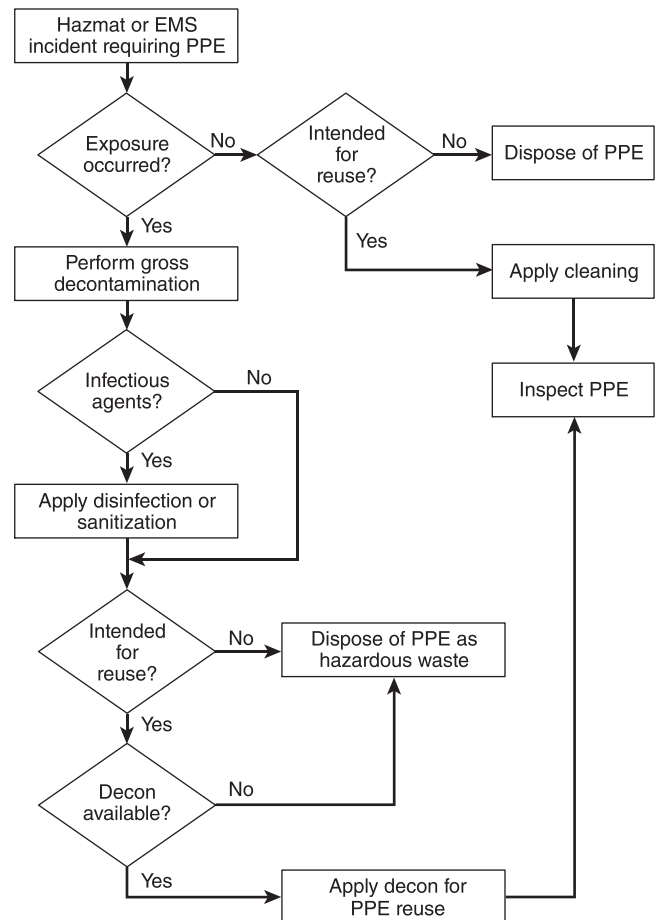 Hazmat or EMS
incident requiring PPE
Exposure
occurred?
No
Intended
for
reuse?
No
Dispose of PPE
Yes
Yes
Perform gross
decontamination
Apply cleaning
Infectious
agents?
No
Inspect PPE
Yes
Apply disinfection or
sanitization
Intended
for
reuse?
No
Dispose of PPE as
hazardous waste
Yes
Decon
available?
No
Yes
Apply decon for
PPE reuse